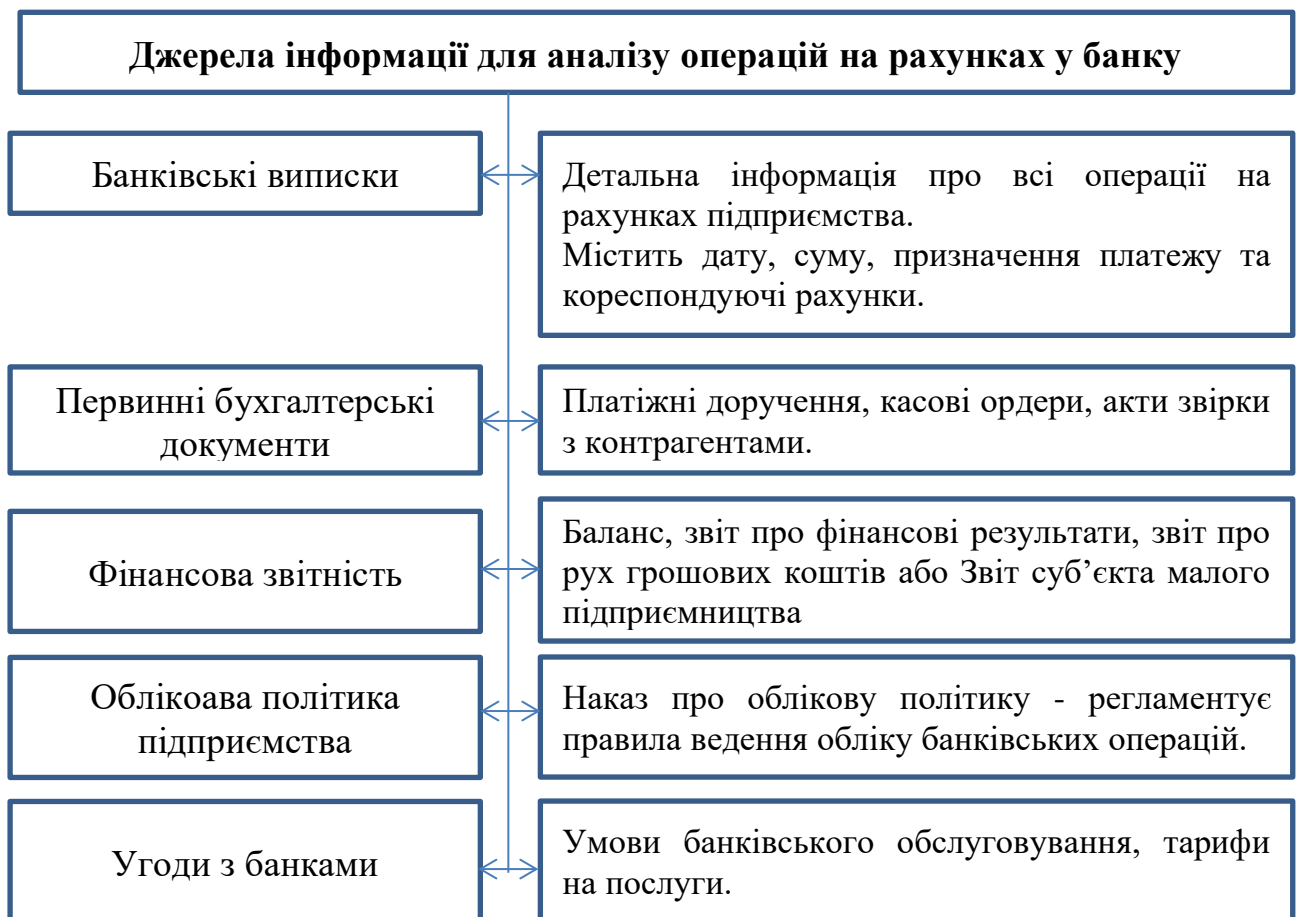 Джерела інформації для аналізу операцій на рахунках у банку
Банківські виписки
Детальна інформація про всі операції на
рахунках підприємства.
Містить дату, суму, призначення платежу та
кореспондуючі рахунки.
Первинні бухгалтерські
документи
Платіжні доручення, касові ордери, акти звірки
з контрагентами.
Фінансова звітність
Баланс, звіт про фінансові результати, звіт про
рух грошових коштів або Звіт суб’єкта малого
підприємництва
Облікоава політика
підприємства
Наказ про облікову політику - регламентує
правила ведення обліку банківських операцій.
Угоди з банками
Умови банківського обслуговування, тарифи
на послуги.